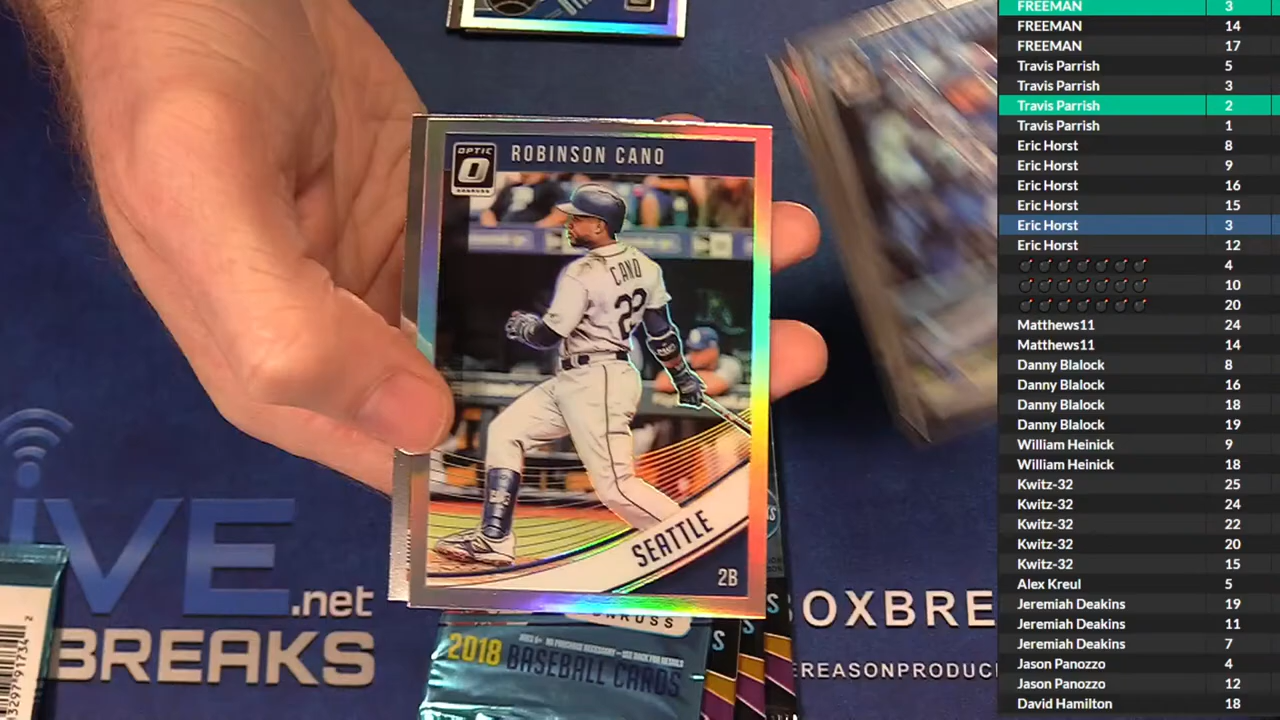 OPTIC
DONRUSS
ROBINSON CANO
CANO
22
SEATTLE
2B
2018
BASEBALL CARDS
iVE
.net
BREAKS
OXBRE
EREASONPRODUC
FREEMAN 3
FREEMAN 14
FREEMAN 17
Travis Parrish 5
Travis Parrish 3
Travis Parrish 2
Travis Parrish 1
Eric Horst 8
Eric Horst 9
Eric Horst 16
Eric Horst 15
Eric Horst 3
Eric Horst 12
💣💣💣💣💣💣💣 4
💣💣💣💣💣💣💣 10
💣💣💣💣💣💣💣 20
Matthews11 24
Matthews11 14
Danny Blalock 8
Danny Blalock 16
Danny Blalock 18
Danny Blalock 19
William Heinick 9
William Heinick 18
Kwitz-32 25
Kwitz-32 24
Kwitz-32 22
Kwitz-32 20
Kwitz-32 15
Alex Kreul 5
Jeremiah Deakins 19
Jeremiah Deakins 11
Jeremiah Deakins 7
Jason Panozzo 4
Jason Panozzo 12
David Hamilton 18